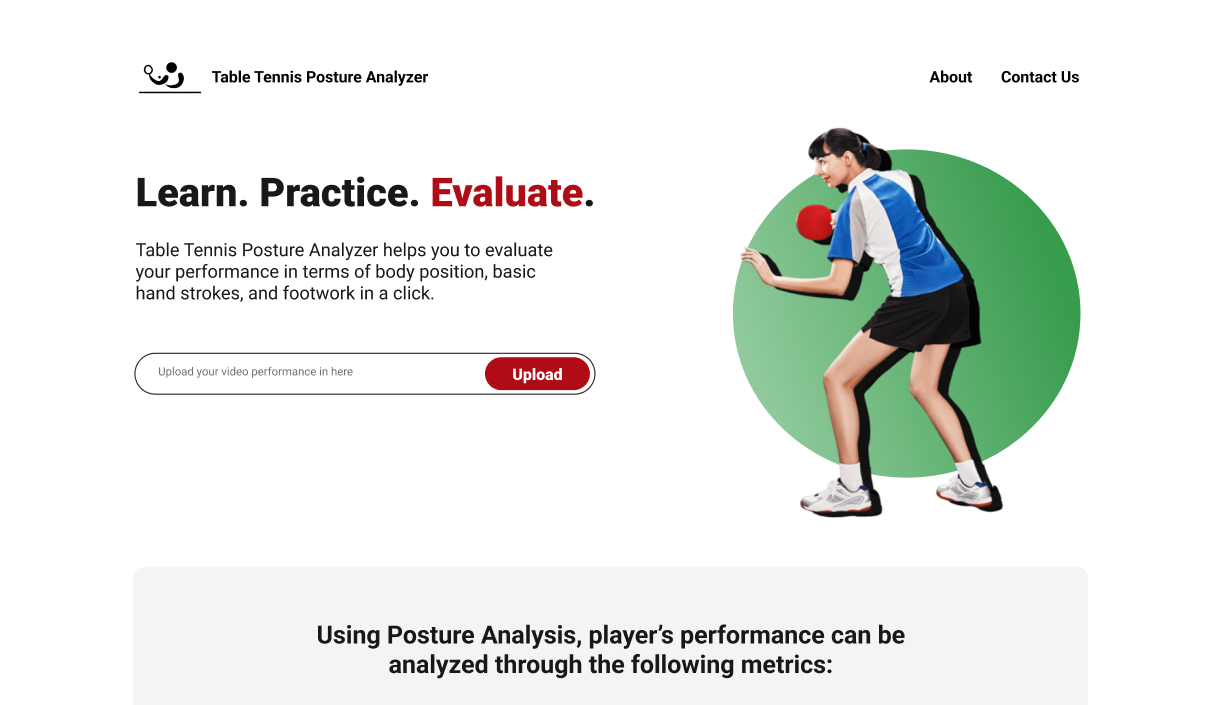 Table Tennis Posture Analyzer
About
Contact Us
Learn. Practice. Evaluate.
Table Tennis Posture Analyzer helps you to evaluate
your performance in terms of body position, basic
hand strokes, and footwork in a click.
Upload your video performance in here
Upload
Using Posture Analysis, player’s performance can be
analyzed through the following metrics: